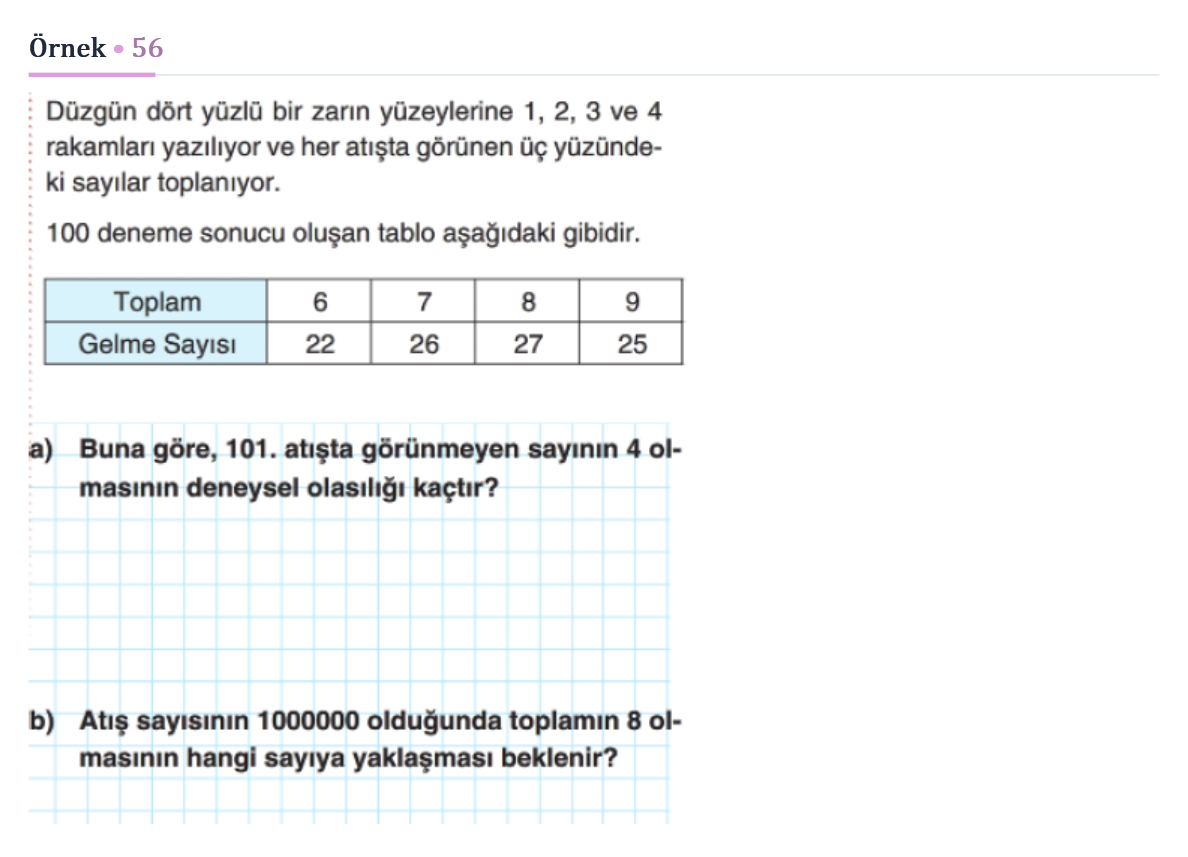 Örnek • 56
Düzgün dört yüzlü bir zarın yüzeylerine 1, 2, 3 ve 4
rakamları yazılıyor ve her atışta görünen üç yüzünde-
ki sayılar toplanıyor.
100 deneme sonucu oluşan tablo aşağıdaki gibidir.
Toplam 6 7 8 9
Gelme Sayısı 22 26 27 25
a) Buna göre, 101. atışta görünmeyen sayının 4 ol-
masının deneysel olasılığı kaçtır?
b) Atış sayısının 1000000 olduğunda toplamın 8 ol-
masının hangi sayıya yaklaşması beklenir?